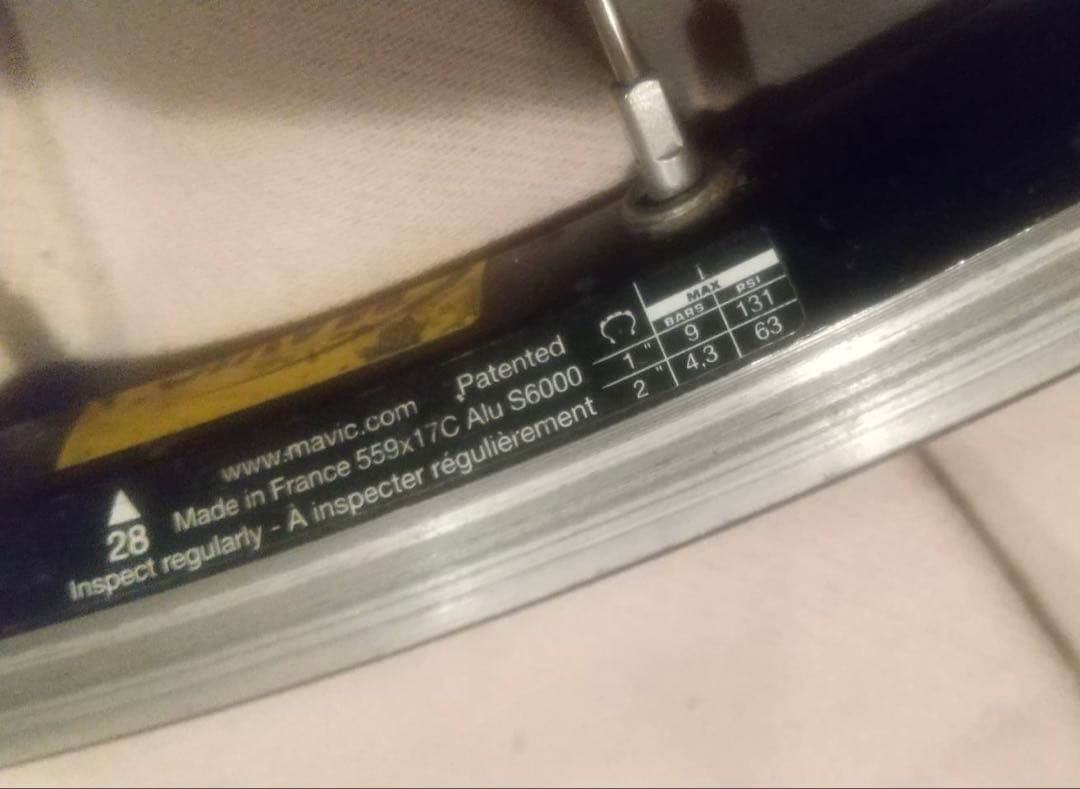 www.mavic.com Patented
Made in France 559x17C Alu S6000
28
Inspect regularly - À inspecter régulièrement
MAX
BARS PSI
1" 9 131
2" 4,3 63